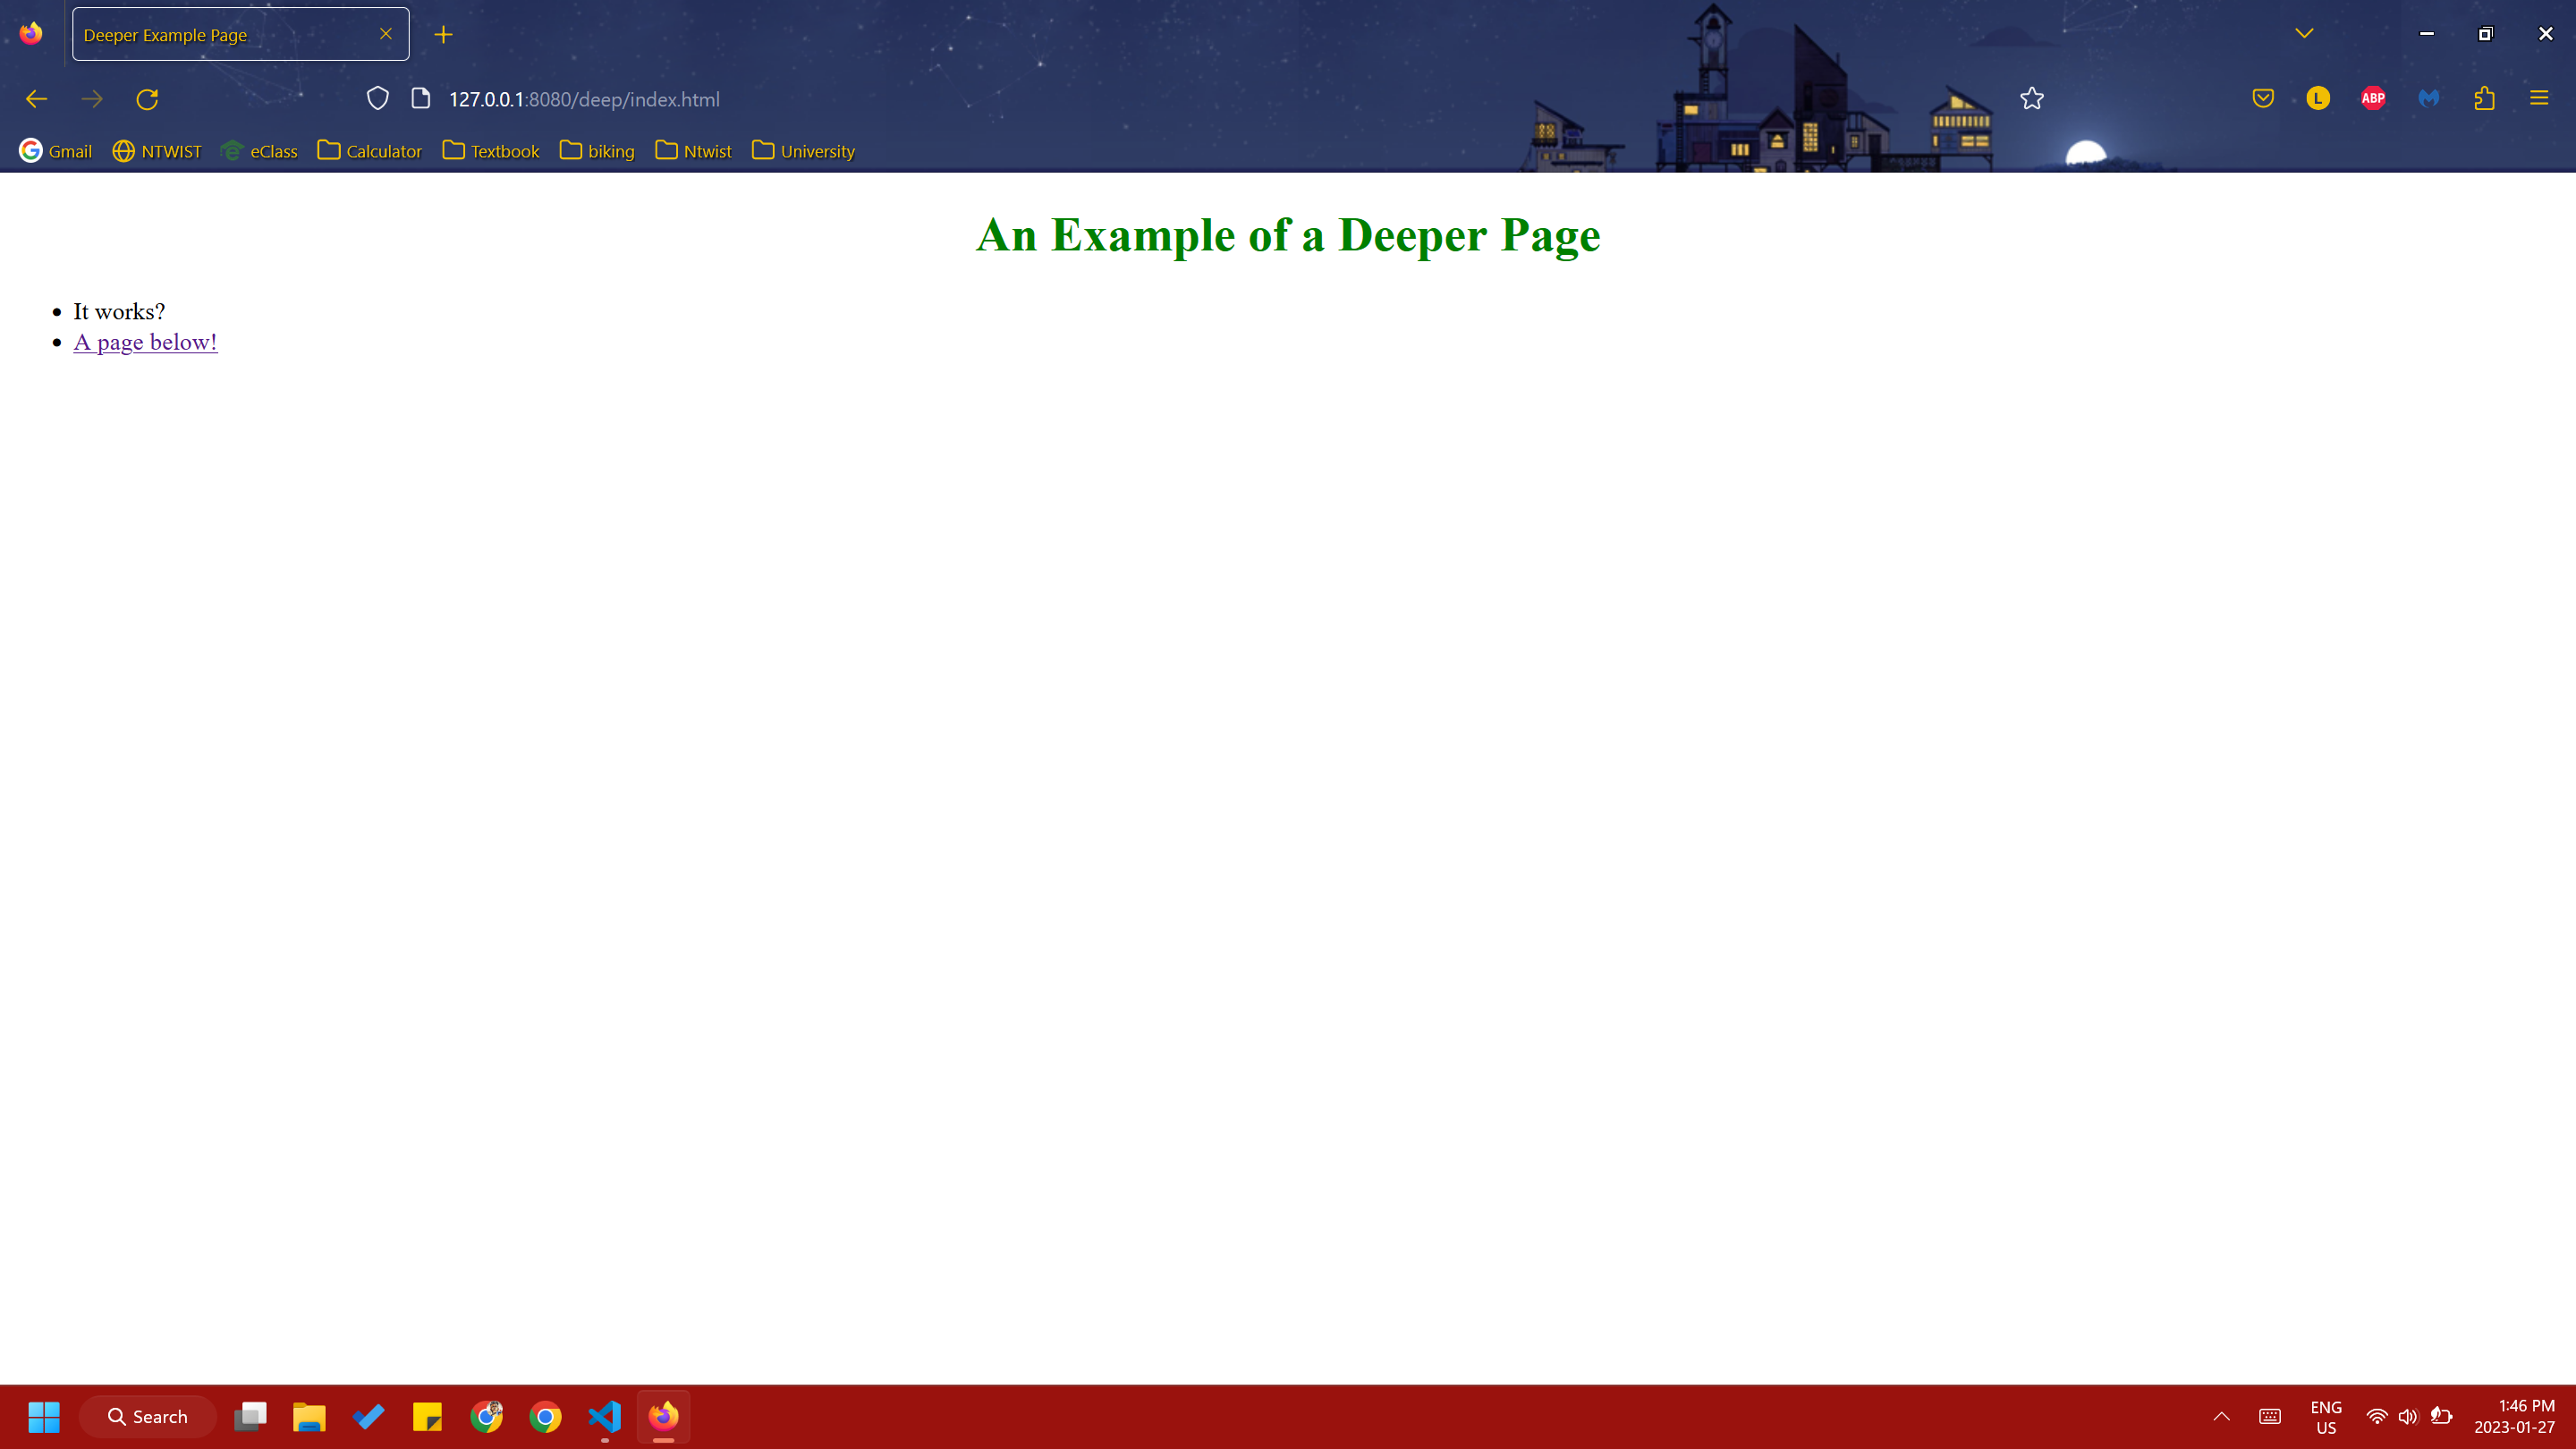 Deeper Example Page
127.0.0.1:8080/deep/index.html
L
ABP
Gmail NTWIST eClass Calculator Textbook biking Ntwist University
An Example of a Deeper Page
It works?
A page below!
Search
ENG
US
1:46 PM
2023-01-27